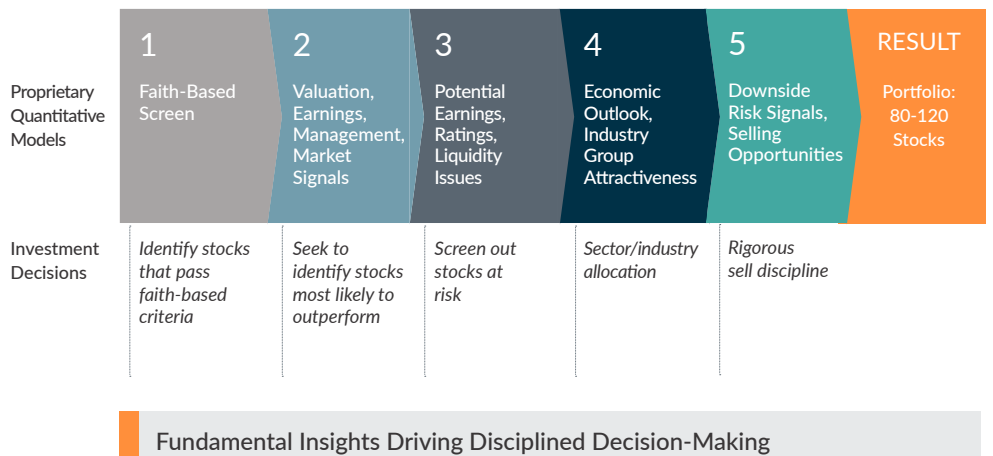 Proprietary
Quantitative
Models
1
Faith-Based
Screen
2
Valuation,
Earnings,
Management,
Market
Signals
3
Potential
Earnings,
Ratings,
Liquidity
Issues
4
Economic
Outlook,
Industry
Group
Attractiveness
5
Downside
Risk Signals,
Selling
Opportunities
RESULT
Portfolio:
80-120
Stocks
Investment
Decisions
Identify stocks
that pass
faith-based
criteria
Seek to
identify stocks
most likely to
outperform
Screen out
stocks at
risk
Sector/industry
allocation
Rigorous
sell discipline
Fundamental Insights Driving Disciplined Decision-Making